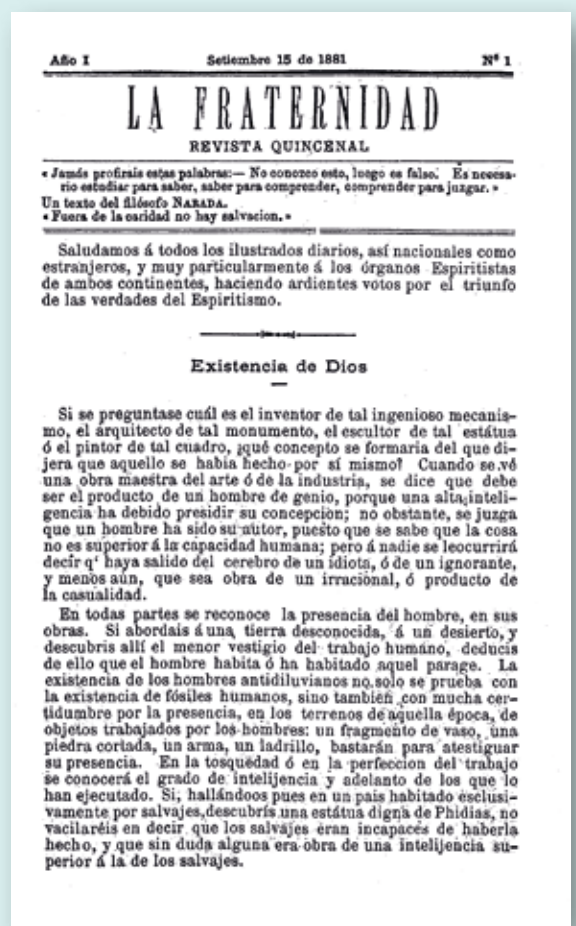 Año I Setiembre 15 de 1881 Nº 1
LA FRATERNIDAD
REVISTA QUINCENAL
« Jamás profirais estas palabras:— No conozco esto, luego es falso. Es necesa-
rio estudiar para saber, saber para comprender, comprender para juzgar. »
Un texto del filósofo NARADA.
« Fuera de la caridad no hay salvacion. »
Saludamos á todos los ilustrados diarios, así nacionales como
estranjeros, y muy particularmente á los órganos Espiritistas
de ambos continentes, haciendo ardientes votos por el triunfo
de las verdades del Espiritismo.
Existencia de Dios
Si se preguntase cuál es el inventor de tal ingenioso mecanis-
mo, el arquitecto de tal monumento, el escultor de tal estátua
ó el pintor de tal cuadro, ¿qué concepto se formaria del que di-
jera que aquello se habia hecho por sí mismo? Cuando se vé
una obra maestra del arte ó de la industria, se dice que debe
ser el producto de un hombre de genio, porque una alta inteli-
gencia ha debido presidir su concepcion; no obstante, se juzga
que un hombre ha sido su autor, puesto que se sabe que la cosa
no es superior á la capacidad humana; pero á nadie se leocurrirá
decir q' haya salido del cerebro de un idiota, ó de un ignorante,
y menos aún, que sea obra de un irracional, ó producto de
la casualidad.
En todas partes se reconoce la presencia del hombre, en sus
obras. Si abordais á una tierra desconocida, á un desierto, y
descubris allí el menor vestigio del trabajo humano, deducis
de ello que el hombre habita ó ha habitado aquel parage. La
existencia de los hombres antidiluvianos no solo se prueba con
la existencia de fósiles humanos, sino tambien con mucha cer-
tidumbre por la presencia, en los terrenos de aquella época, de
objetos trabajados por los hombres: un fragmento de vaso, una
piedra cortada, un arma, un ladrillo, bastarán para atestiguar
su presencia. En la tosquedad ó en la perfeccion del trabajo
se conocerá el grado de intelijencia y adelanto de los que lo
han ejecutado. Si, hallándoos pues en un pais habitado esclusi-
vamente por salvajes, descubrís una estátua digna de Phidias, no
vacilaréis en decir que los salvajes eran incapaces de haberla
hecho, y que sin duda alguna era obra de una intelijencia su-
perior á la de los salvajes.